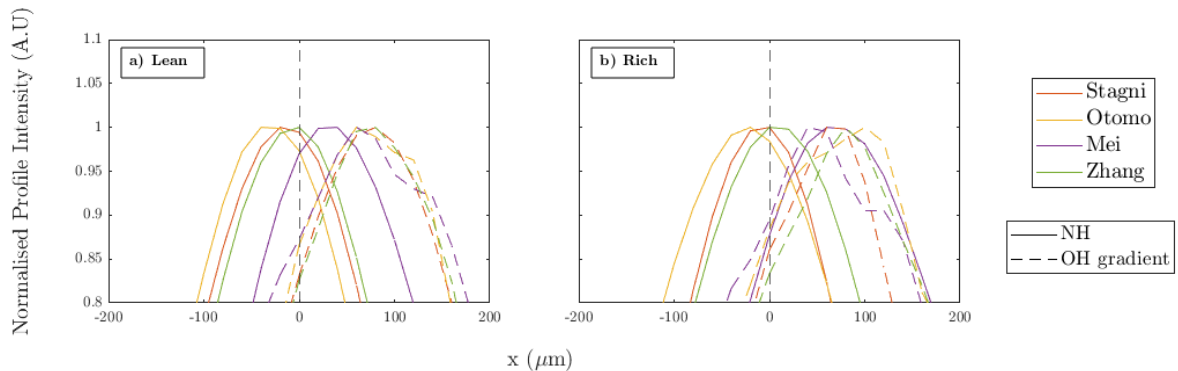 Normalised Profile Intensity (A.U)
1.1
1.05
1
0.95
0.9
0.85
0.8
a) Lean
-200
-100
0
100
200
b) Rich
-200
-100
0
100
200
x (μm)
Stagni
Otomo
Mei
Zhang
NH
OH gradient